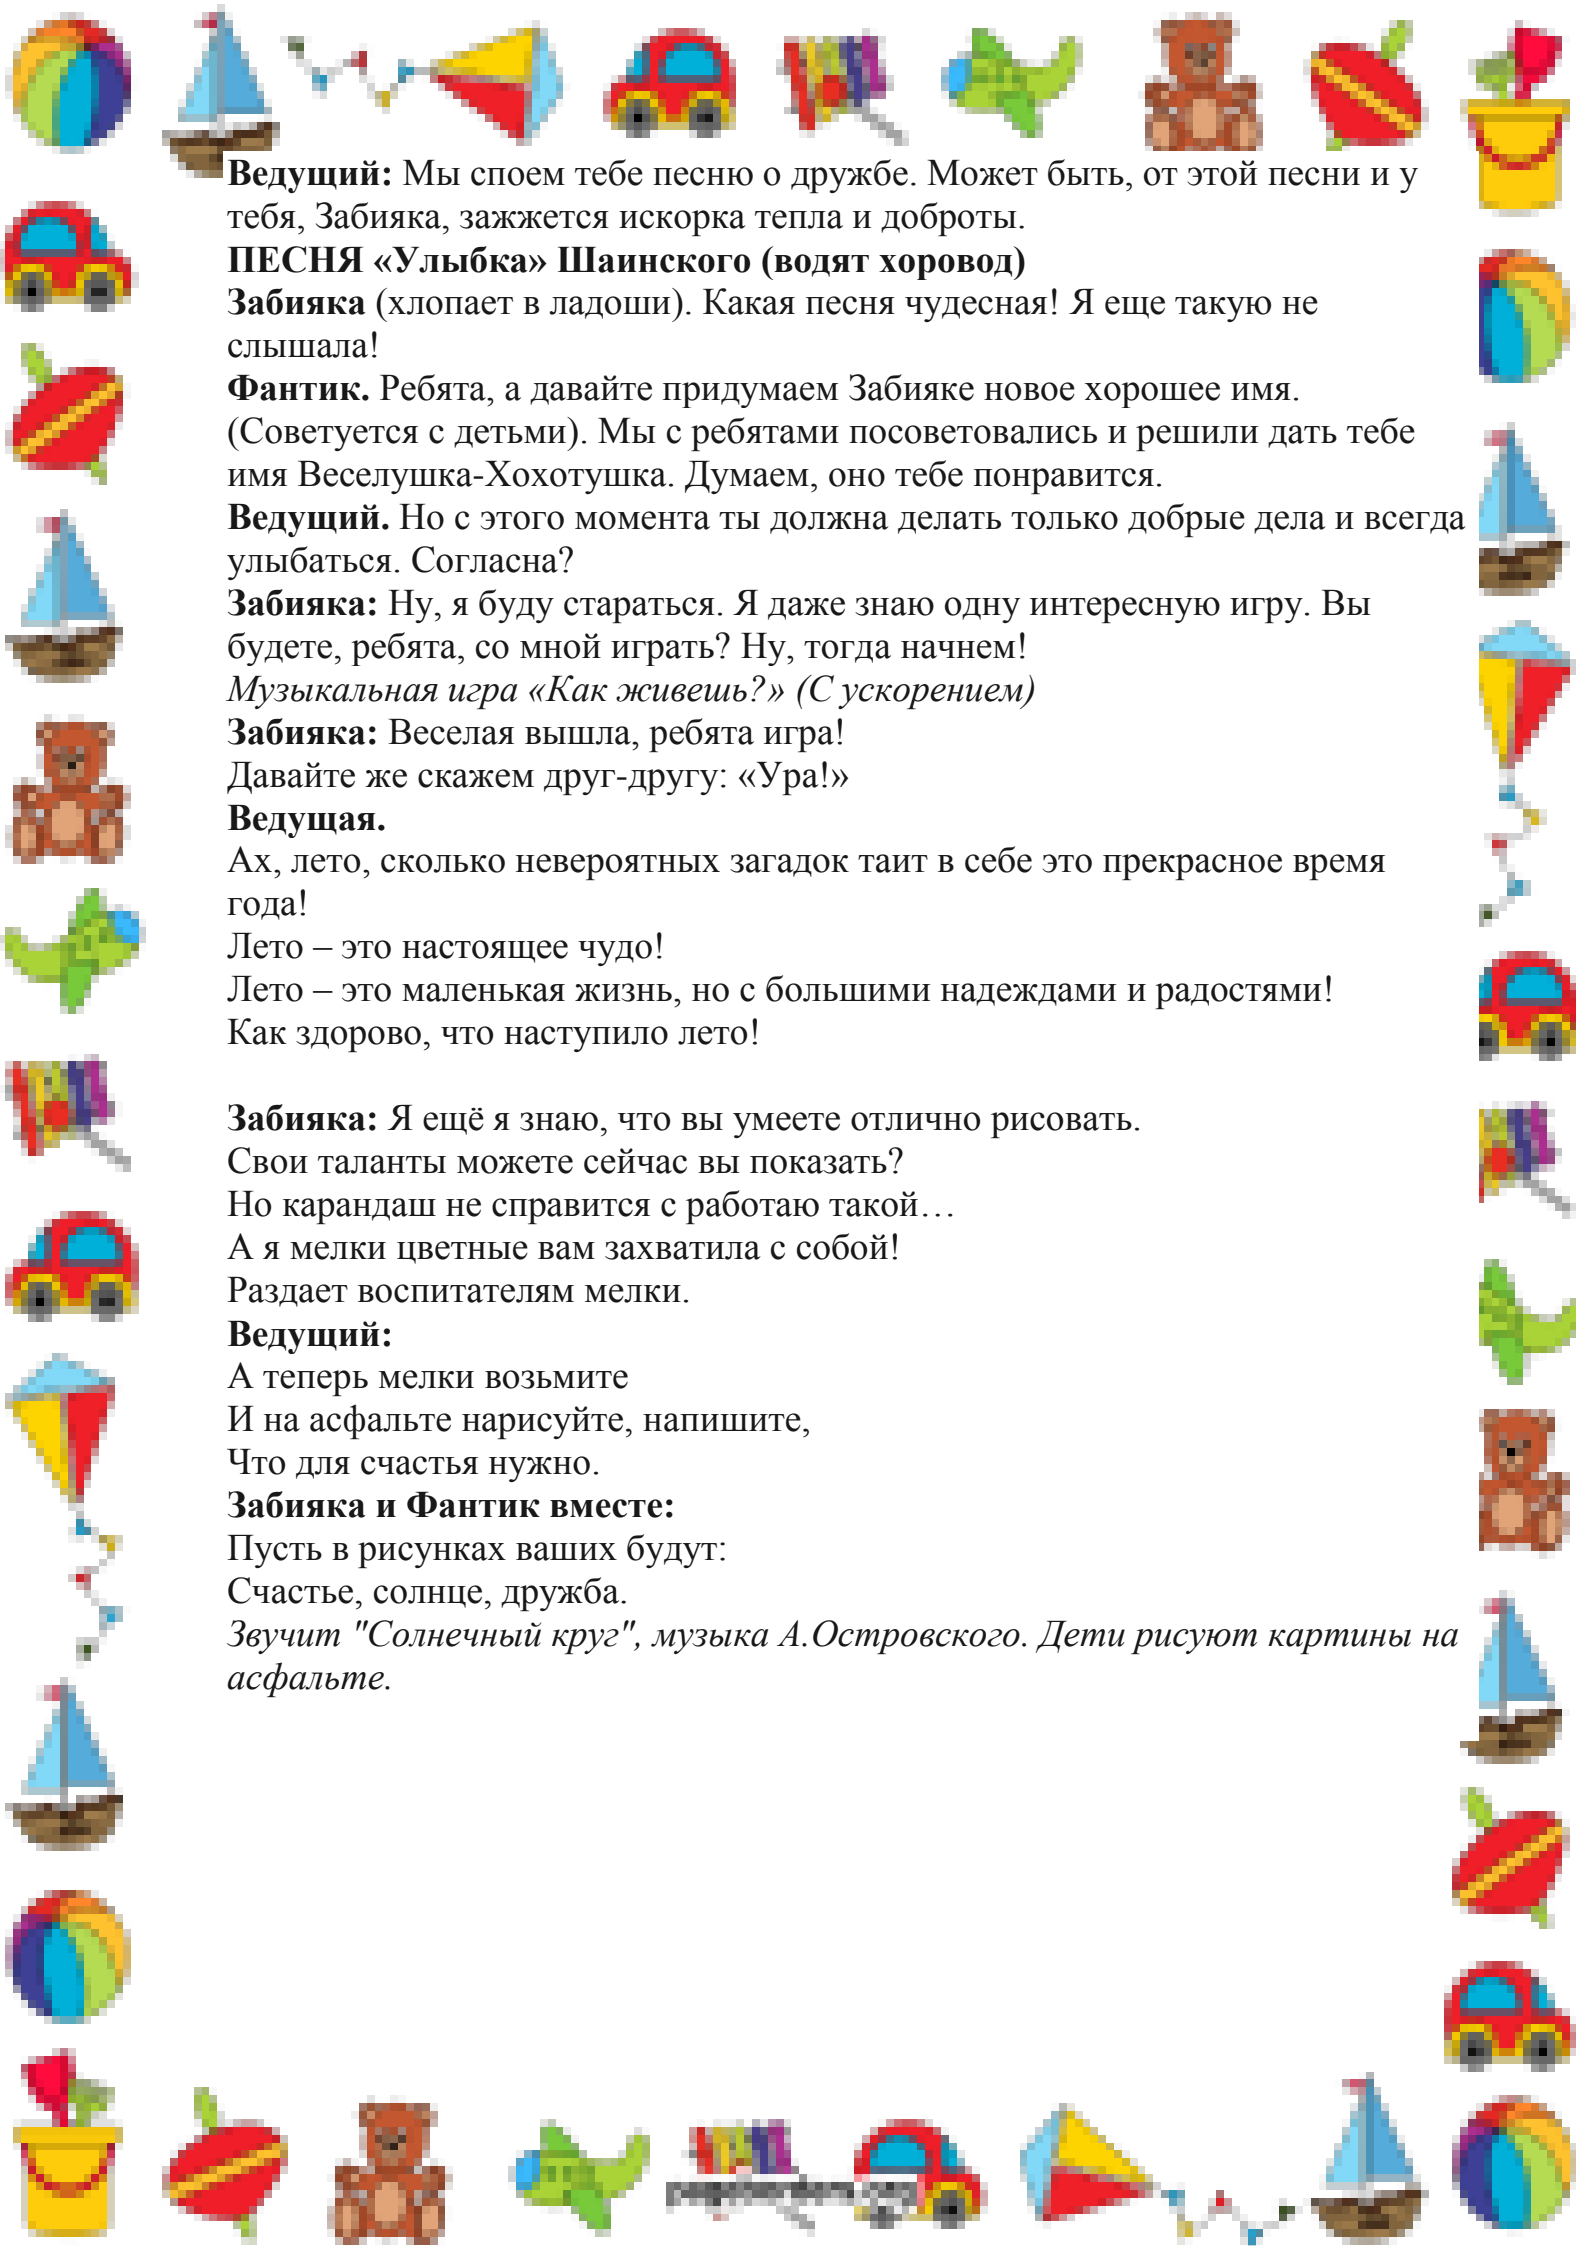 Ведущий: Мы споем тебе песню о дружбе. Может быть, от этой песни и у
тебя, Забияка, зажжется искорка тепла и доброты.
ПЕСНЯ «Улыбка» Шаинского (водят хоровод)
Забияка (хлопает в ладоши). Какая песня чудесная! Я еще такую не
слышала!
Фантик. Ребята, а давайте придумаем Забияке новое хорошее имя.
(Советуется с детьми). Мы с ребятами посоветовались и решили дать тебе
имя Веселушка-Хохотушка. Думаем, оно тебе понравится.
Ведущий. Но с этого момента ты должна делать только добрые дела и всегда
улыбаться. Согласна?
Забияка: Ну, я буду стараться. Я даже знаю одну интересную игру. Вы
будете, ребята, со мной играть? Ну, тогда начнем!
Музыкальная игра «Как живешь?» (С ускорением)
Забияка: Веселая вышла, ребята игра!
Давайте же скажем друг-другу: «Ура!»
Ведущая.
Ах, лето, сколько невероятных загадок таит в себе это прекрасное время
года!
Лето – это настоящее чудо!
Лето – это маленькая жизнь, но с большими надеждами и радостями!
Как здорово, что наступило лето!
Забияка: Я ещё я знаю, что вы умеете отлично рисовать.
Свои таланты можете сейчас вы показать?
Но карандаш не справится с работаю такой…
А я мелки цветные вам захватила с собой!
Раздает воспитателям мелки.
Ведущий:
А теперь мелки возьмите
И на асфальте нарисуйте, напишите,
Что для счастья нужно.
Забияка и Фантик вместе:
Пусть в рисунках ваших будут:
Счастье, солнце, дружба.
Звучит "Солнечный круг", музыка А.Островского. Дети рисуют картины на
асфальте.